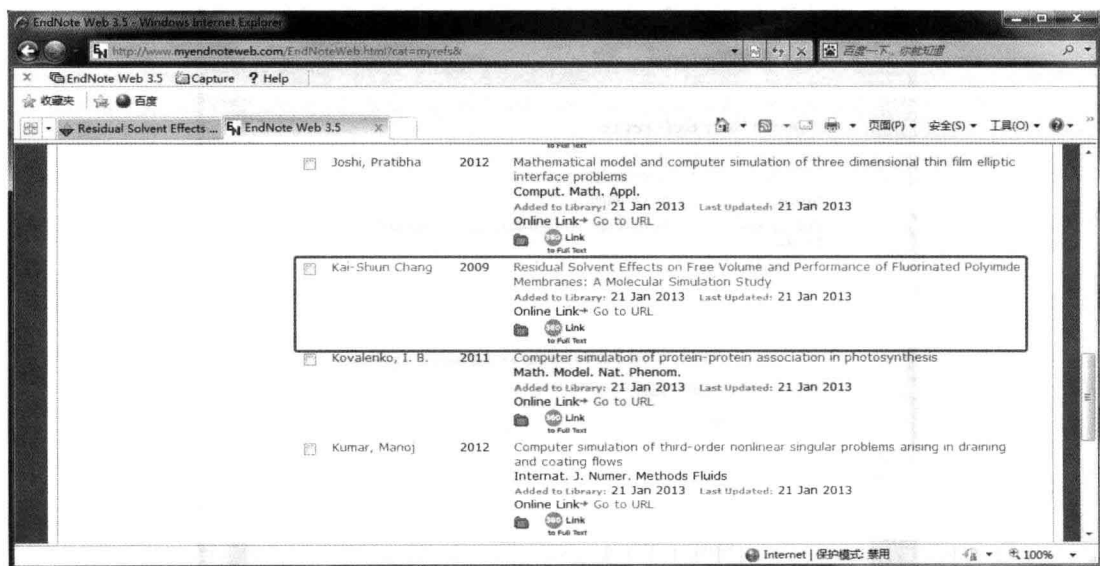 EndNote Web 3.5 - Windows Internet Explorer
http://www.myendnoteweb.com/EndNoteWeb.html?cat=myrefs&
百度一下，你就知道
EndNote Web 3.5 Capture ? Help
收藏夹 百度
Residual Solvent Effects ... EndNote Web 3.5 页面(P) 安全(S) 工具(O)
to Full Text
Joshi, Pratibha 2012 Mathematical model and computer simulation of three dimensional thin film elliptic
interface problems
Comput. Math. Appl.
Added to Library: 21 Jan 2013 Last Updated: 21 Jan 2013
Online Link→ Go to URL
360 Link
to Full Text
Kai-Shiun Chang 2009 Residual Solvent Effects on Free Volume and Performance of Fluorinated Polyimide
Membranes: A Molecular Simulation Study
Added to Library: 21 Jan 2013 Last Updated: 21 Jan 2013
Online Link→ Go to URL
360 Link
to Full Text
Kovalenko, I. B. 2011 Computer simulation of protein-protein association in photosynthesis
Math. Model. Nat. Phenom.
Added to Library: 21 Jan 2013 Last Updated: 21 Jan 2013
Online Link→ Go to URL
360 Link
to Full Text
Kumar, Manoj 2012 Computer simulation of third-order nonlinear singular problems arising in draining
and coating flows
Internat. J. Numer. Methods Fluids
Added to Library: 21 Jan 2013 Last Updated: 21 Jan 2013
Online Link→ Go to URL
360 Link
to Full Text
Internet | 保护模式: 禁用 100%